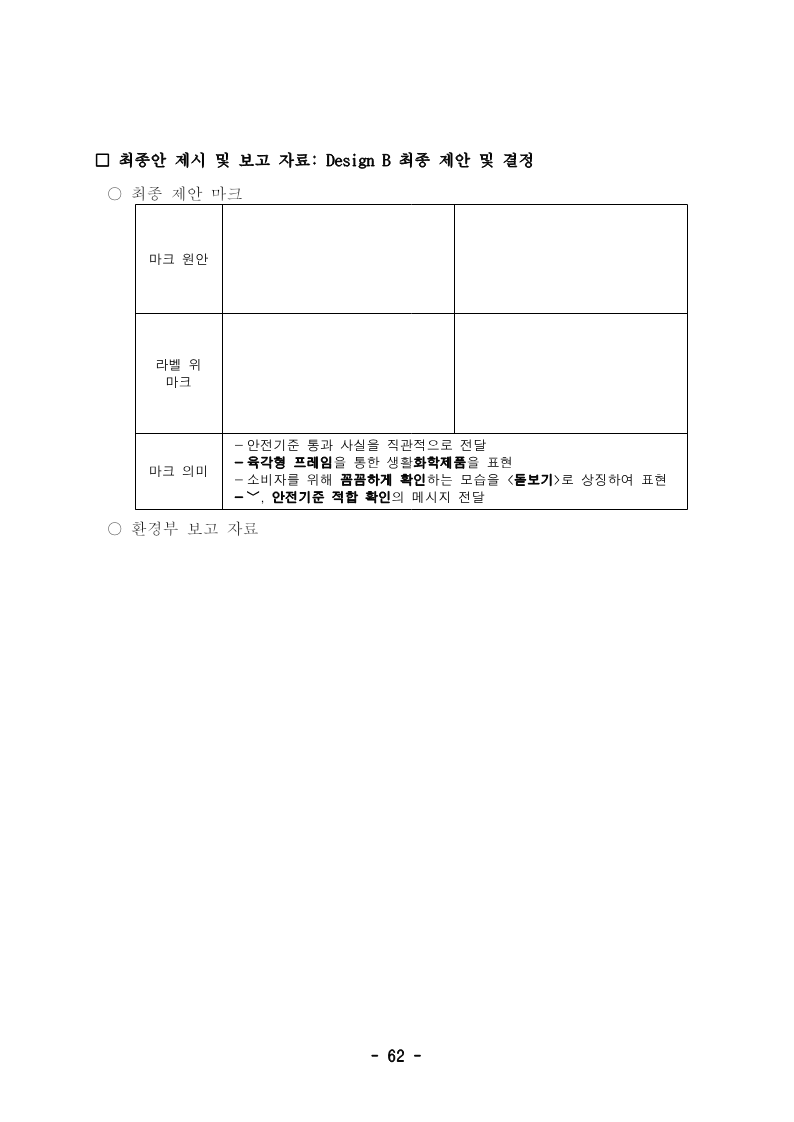 □ 최종안 제시 및 보고 자료: Design B 최종 제안 및 결정
○ 최종 제안 마크
마크 원안
라벨 위
마크
마크 의미
- 안전기준 통과 사실을 직관적으로 전달
- 육각형 프레임을 통한 생활화학제품을 표현
- 소비자를 위해 꼼꼼하게 확인하는 모습을 <돋보기>로 상징하여 표현
- ﹀, 안전기준 적합 확인의 메시지 전달
○ 환경부 보고 자료
- 62 -